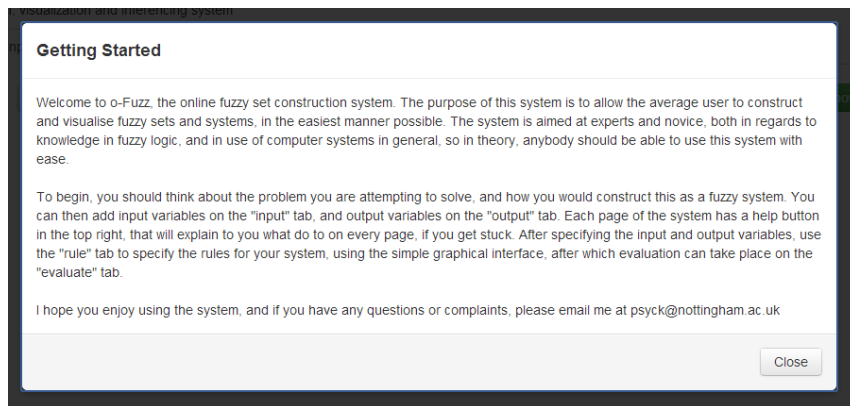 , visualization and inferencing system
Getting Started
Welcome to o-Fuzz, the online fuzzy set construction system. The purpose of this system is to allow the average user to construct
and visualise fuzzy sets and systems, in the easiest manner possible. The system is aimed at experts and novice, both in regards to
knowledge in fuzzy logic, and in use of computer systems in general, so in theory, anybody should be able to use this system with
ease.
To begin, you should think about the problem you are attempting to solve, and how you would construct this as a fuzzy system. You
can then add input variables on the "input" tab, and output variables on the "output" tab. Each page of the system has a help button
in the top right, that will explain to you what do to on every page, if you get stuck. After specifying the input and output variables, use
the "rule" tab to specify the rules for your system, using the simple graphical interface, after which evaluation can take place on the
"evaluate" tab.
I hope you enjoy using the system, and if you have any questions or complaints, please email me at psyck@nottingham.ac.uk
Close